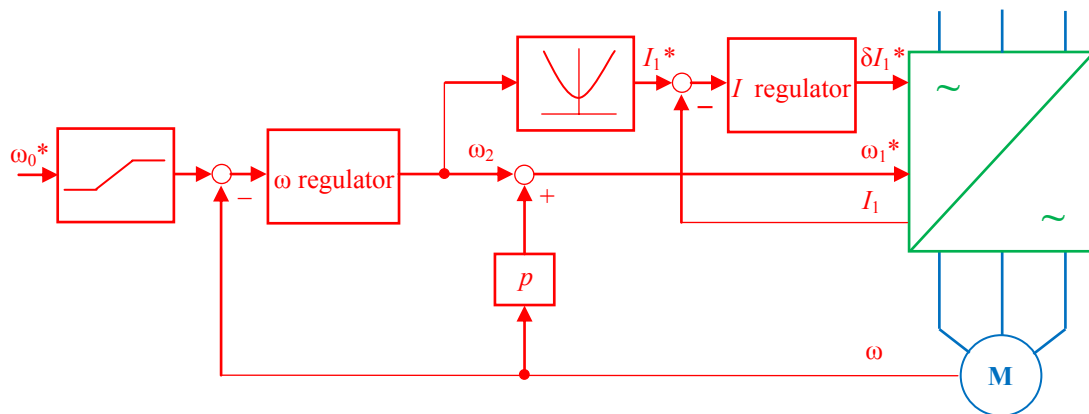 I₁*
I regulator
δI₁*
~
ω₀*
−
ω regulator
ω₂
+
−
ω₁*
I₁
~
p
ω
M